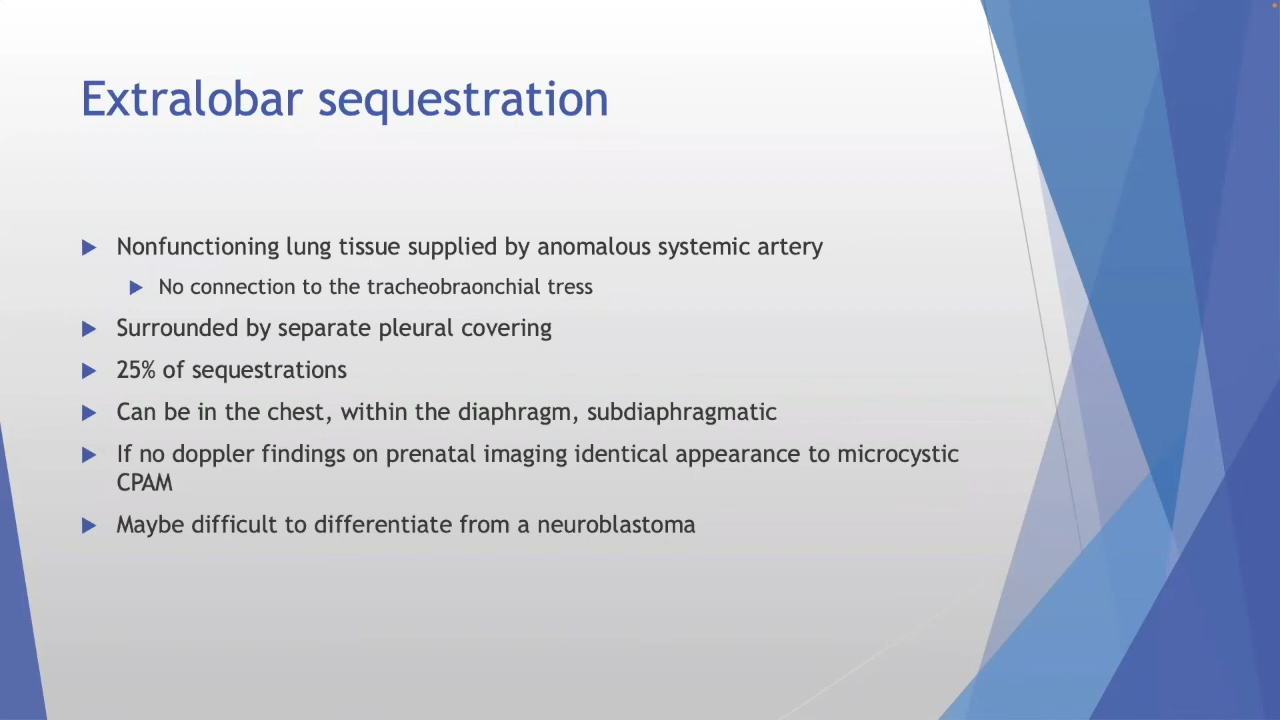 Extralobar sequestration
Nonfunctioning lung tissue supplied by anomalous systemic artery
No connection to the tracheobraonchial tress
Surrounded by separate pleural covering
25% of sequestrations
Can be in the chest, within the diaphragm, subdiaphragmatic
If no doppler findings on prenatal imaging identical appearance to microcystic
CPAM
Maybe difficult to differentiate from a neuroblastoma